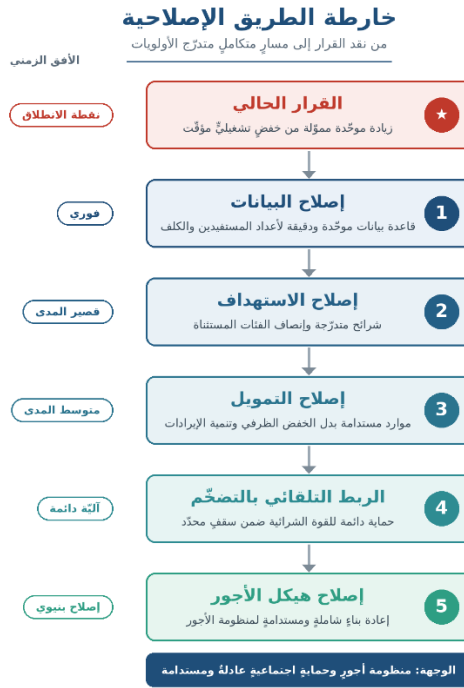 خارطة الطريق الإصلاحية
من نقد القرار إلى مسارٍ متكاملٍ متدرّج الأولويات
الأفق الزمني
القرار الحالي
زيادة موحّدة مموّلة من خفضٍ تشغيليٍّ مؤقّت
نقطة الانطلاق
1
إصلاح البيانات
قاعدة بيانات موحّدة ودقيقة لأعداد المستفيدين والكلف
فوري
2
إصلاح الاستهداف
شرائح متدرّجة وإنصاف الفئات المستثناة
قصير المدى
3
إصلاح التمويل
موارد مستدامة بدل الخفض الظرفي وتنمية الإيرادات
متوسط المدى
4
الربط التلقائي بالتضخّم
حماية دائمة للقوة الشرائية ضمن سقفٍ محدّد
آليّة دائمة
5
إصلاح هيكل الأجور
إعادة بناءٍ شاملةٍ ومستدامةٍ لمنظومة الأجور
إصلاح بنيوي
الوجهة: منظومة أجورٍ وحمايةٍ اجتماعيةٍ عادلةٌ ومستدامة